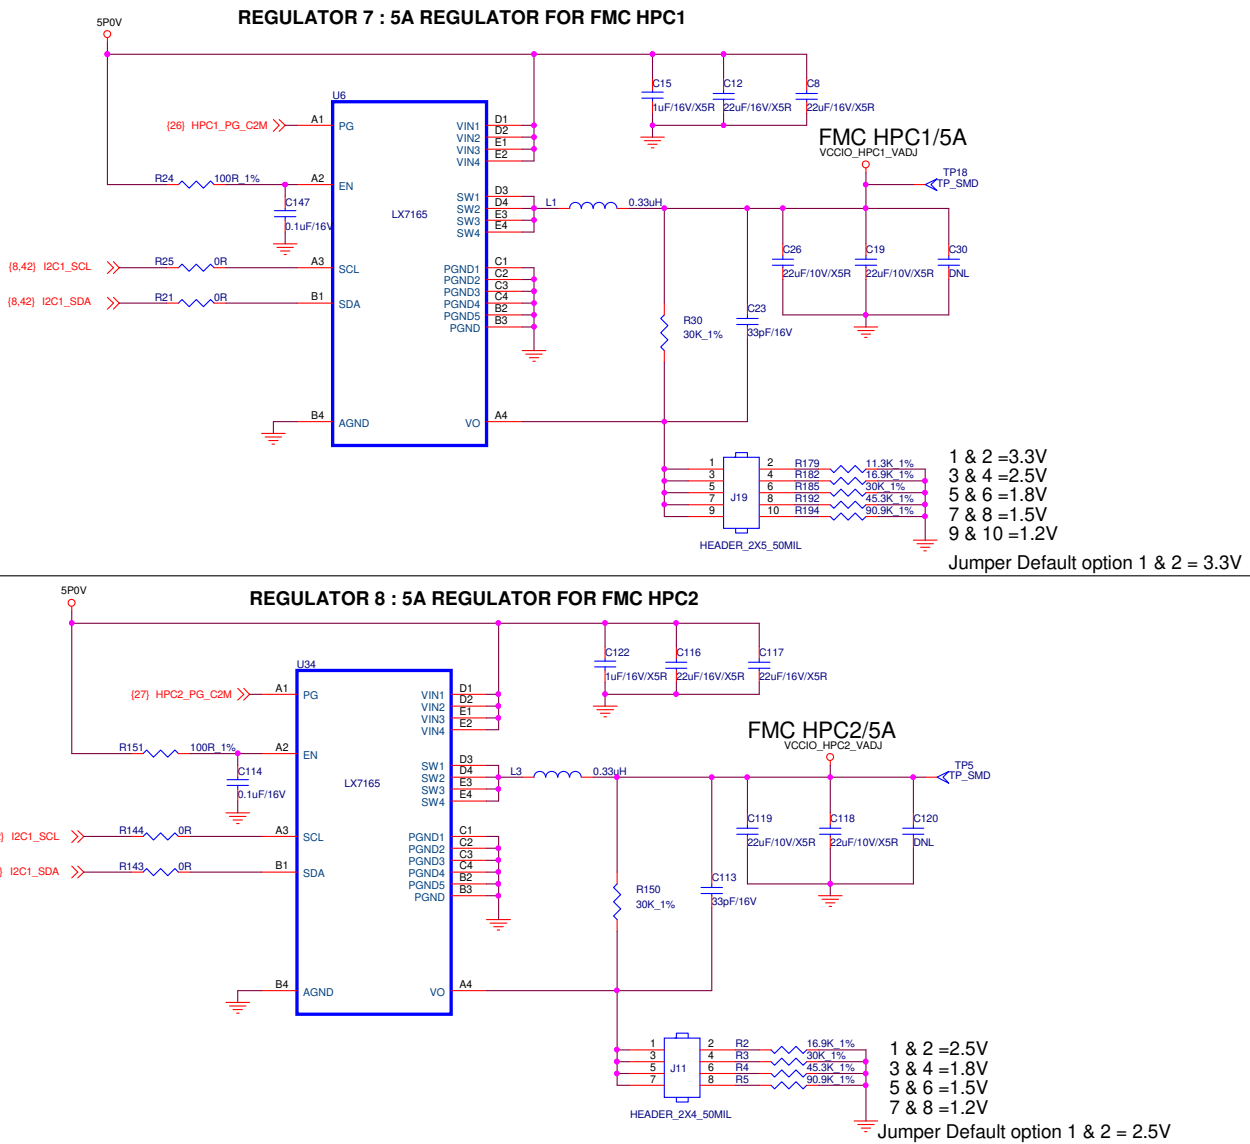 REGULATOR 7 : 5A REGULATOR FOR FMC HPC1
5P0V
C15
1uF/16V/X5R
C12
22uF/16V/X5R
C8
22uF/16V/X5R
U6
{26} HPC1_PG_C2M
A1
PG
VIN1
D1
VIN2
D2
VIN3
E1
VIN4
E2
FMC HPC1/5A
VCCIO_HPC1_VADJ
TP18
TP_SMD
R24
100R_1%
A2
EN
C147
0.1uF/16V
LX7165
SW1
D3
SW2
D4
SW3
E3
SW4
E4
L1
0.33uH
C26
22uF/10V/X5R
C19
22uF/10V/X5R
C30
DNL
{8,42} I2C1_SCL
R25
0R
A3
SCL
{8,42} I2C1_SDA
R21
0R
B1
SDA
PGND1
C1
PGND2
C2
PGND3
C3
PGND4
C4
PGND5
B2
PGND
B3
R30
30K_1%
C23
33pF/16V
B4
AGND
VO
A4
1
2
R179
11.3K_1%
3
4
R182
16.9K_1%
5
6
R185
30K_1%
7
8
R192
45.3K_1%
9
10
R194
90.9K_1%
J19
HEADER_2X5_50MIL
1 & 2 =3.3V
3 & 4 =2.5V
5 & 6 =1.8V
7 & 8 =1.5V
9 & 10 =1.2V
Jumper Default option 1 & 2 = 3.3V
REGULATOR 8 : 5A REGULATOR FOR FMC HPC2
5P0V
C122
1uF/16V/X5R
C116
22uF/16V/X5R
C117
22uF/16V/X5R
U34
{27} HPC2_PG_C2M
A1
PG
VIN1
D1
VIN2
D2
VIN3
E1
VIN4
E2
FMC HPC2/5A
VCCIO_HPC2_VADJ
TP5
TP_SMD
R151
100R_1%
A2
EN
C114
0.1uF/16V
LX7165
SW1
D3
SW2
D4
SW3
E3
SW4
E4
L3
0.33uH
C119
22uF/10V/X5R
C118
22uF/10V/X5R
C120
DNL
I2C1_SCL
R144
0R
A3
SCL
} I2C1_SDA
R143
0R
B1
SDA
PGND1
C1
PGND2
C2
PGND3
C3
PGND4
C4
PGND5
B2
PGND
B3
R150
30K_1%
C113
33pF/16V
B4
AGND
VO
A4
1
2
R2
16.9K_1%
3
4
R3
30K_1%
5
6
R4
45.3K_1%
7
8
R5
90.9K_1%
J11
HEADER_2X4_50MIL
1 & 2 =2.5V
3 & 4 =1.8V
5 & 6 =1.5V
7 & 8 =1.2V
Jumper Default option 1 & 2 = 2.5V